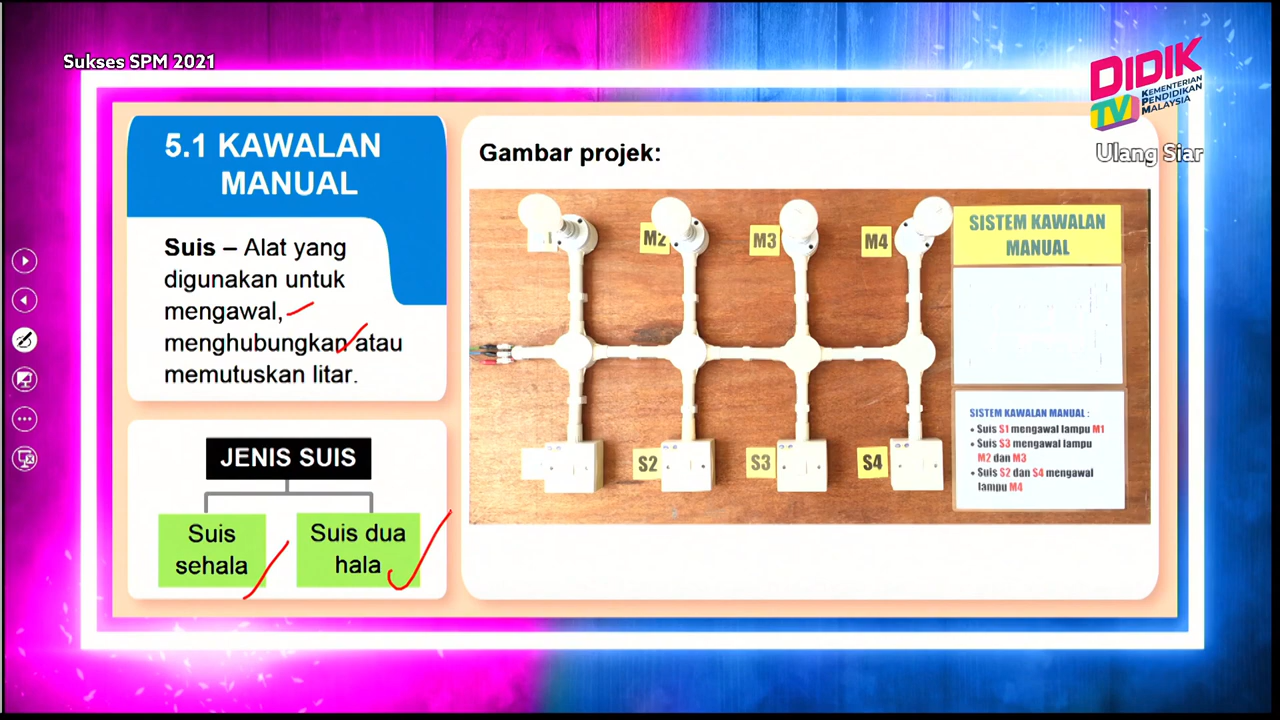 Sukses SPM 2021
DIDIK
TV
KEMENTERIAN
PENDIDIKAN
MALAYSIA
Ulang Siar
5.1 KAWALAN
MANUAL
Suis – Alat yang
digunakan untuk
mengawal,
menghubungkan atau
memutuskan litar.
JENIS SUIS
Suis
sehala
Suis dua
hala
Gambar projek:
M2
M3
M4
S2
S3
S4
SISTEM KAWALAN
MANUAL
SISTEM KAWALAN MANUAL :
• Suis S1 mengawal lampu M1
• Suis S3 mengawal lampu
M2 dan M3
• Suis S2 dan S4 mengawal
lampu M4